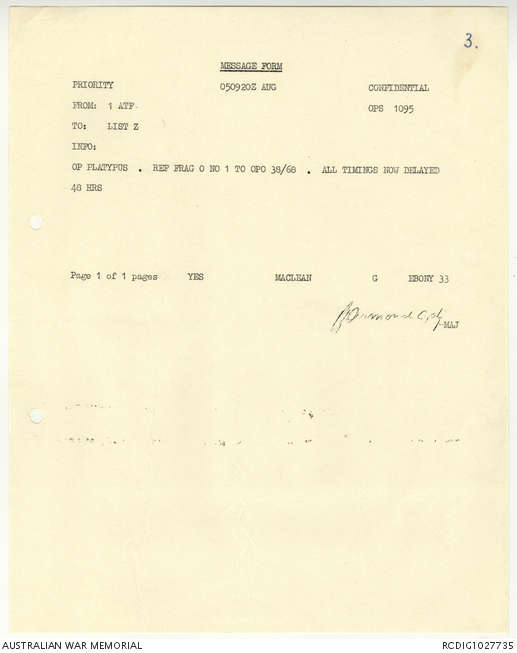 3.
MESSAGE FORM
PRIORITY 050920Z AUG CONFIDENTIAL
FROM: 1 ATF. OPS 1095
TO: LIST Z
INFO:
OP PLATYPUS . REF FRAG O NO 1 TO OPO 38/68 . ALL TIMINGS NOW DELAYED
48 HRS
Page 1 of 1 pages YES MACLEAN G EBONY 33
MAJ
AUSTRALIAN WAR MEMORIAL RCDIG1027735